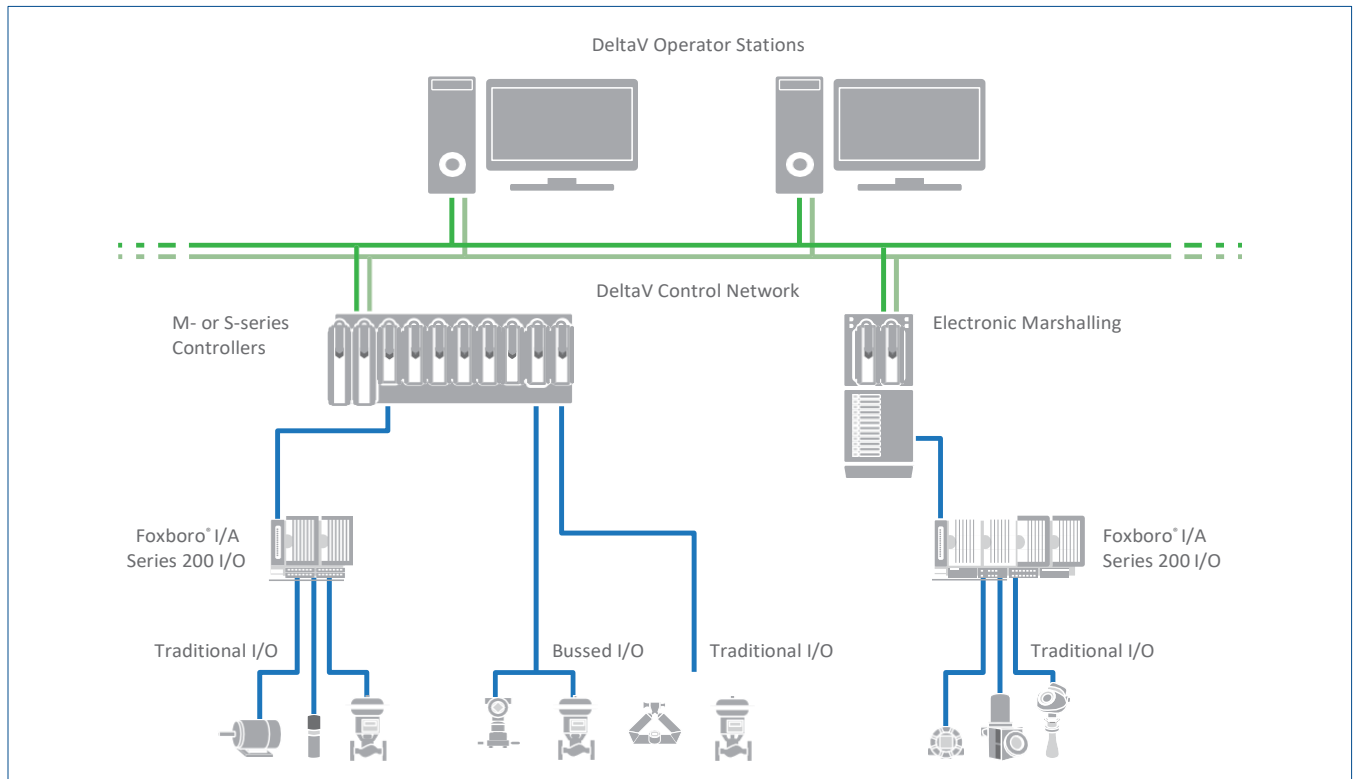 DeltaV Operator Stations
DeltaV Control Network
M- or S-series
Controllers
Electronic Marshalling
Foxboro® I/A
Series 200 I/O
Foxboro® I/A
Series 200 I/O
Traditional I/O
Bussed I/O
Traditional I/O
Traditional I/O